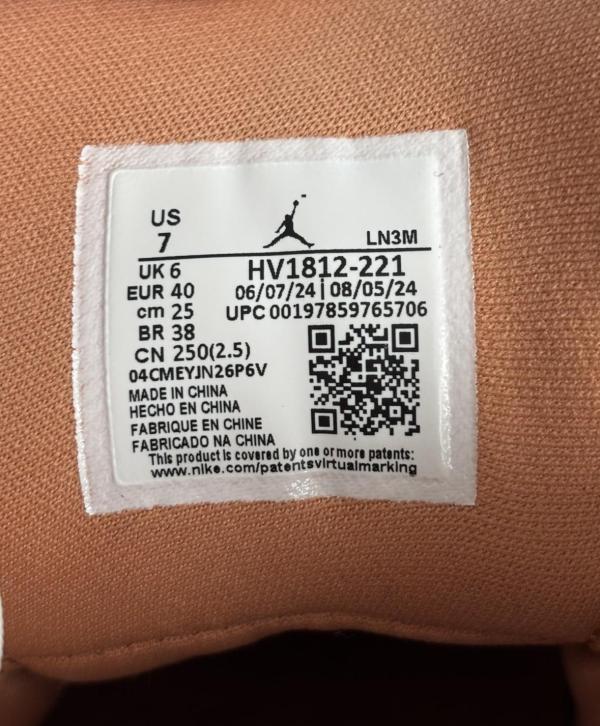 US
7
LN3M
UK 6
HV1812-221
EUR 40
06/07/24 | 08/05/24
cm 25
UPC 00197859765706
BR 38
CN 250(2.5)
04CMEYJN26P6V
MADE IN CHINA
HECHO EN CHINA
FABRIQUE EN CHINE
FABRICADO NA CHINA
This product is covered by one or more patents:
www.nike.com/patentsvirtualmarking